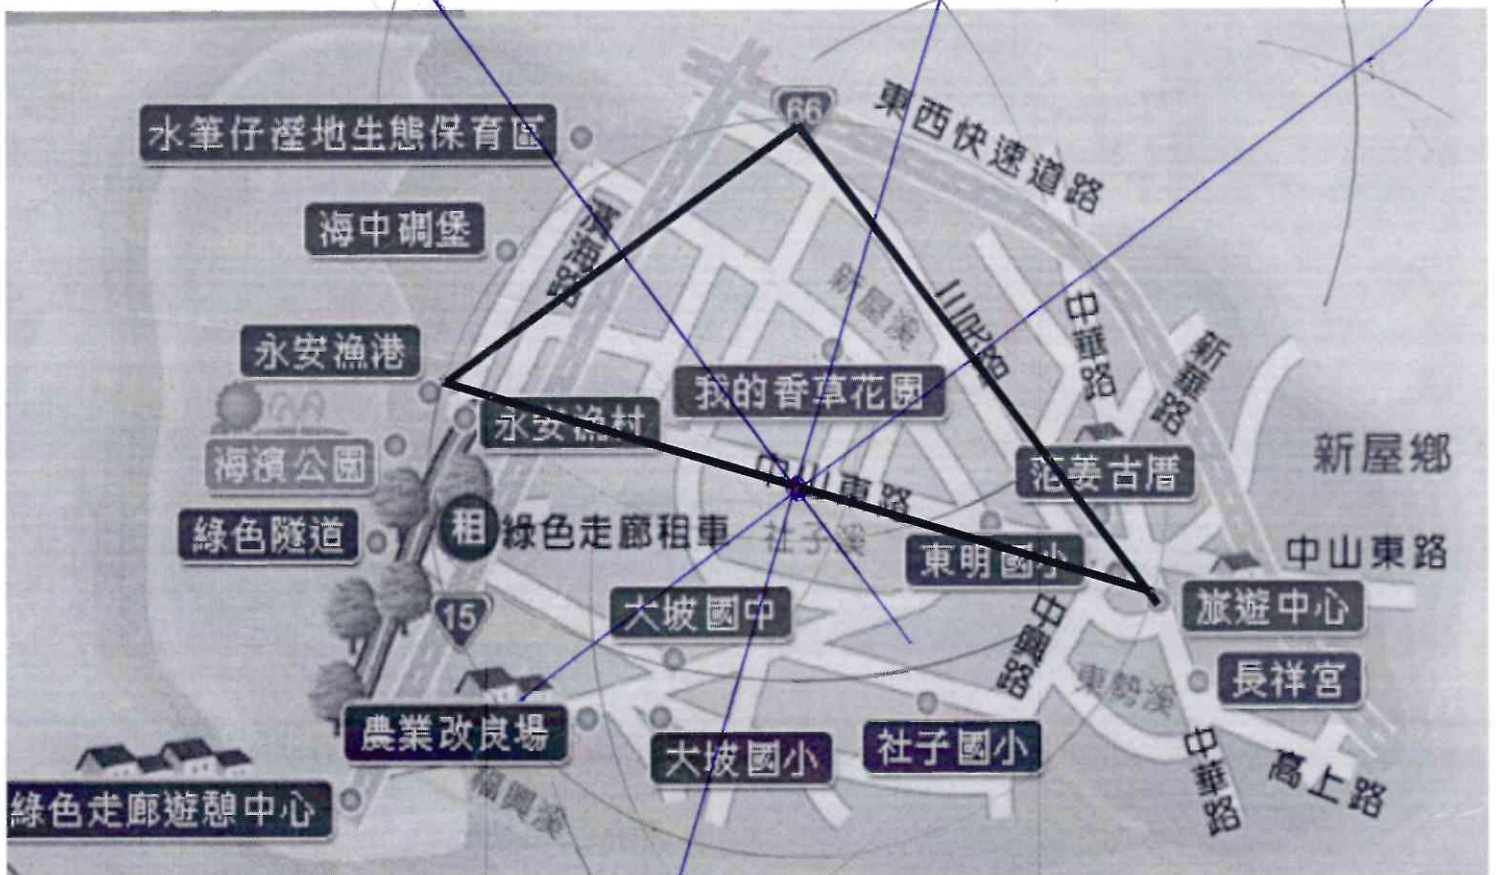 66
東西快速道路
水筆仔溼地生態保育區
海中碉堡
濱海路
新屋溪
三民路
中華路
新華路
永安漁港
我的香草花園
永安漁村
海濱公園
中山東路
范姜古厝
新屋鄉
綠色隧道
租
綠色走廊租車
社子溪
東明國小
中山東路
15
大坡國中
中興路
旅遊中心
東勢溪
長祥宮
農業改良場
大坡國小
社子國小
中華路
高上路
福興溪
綠色走廊遊憩中心